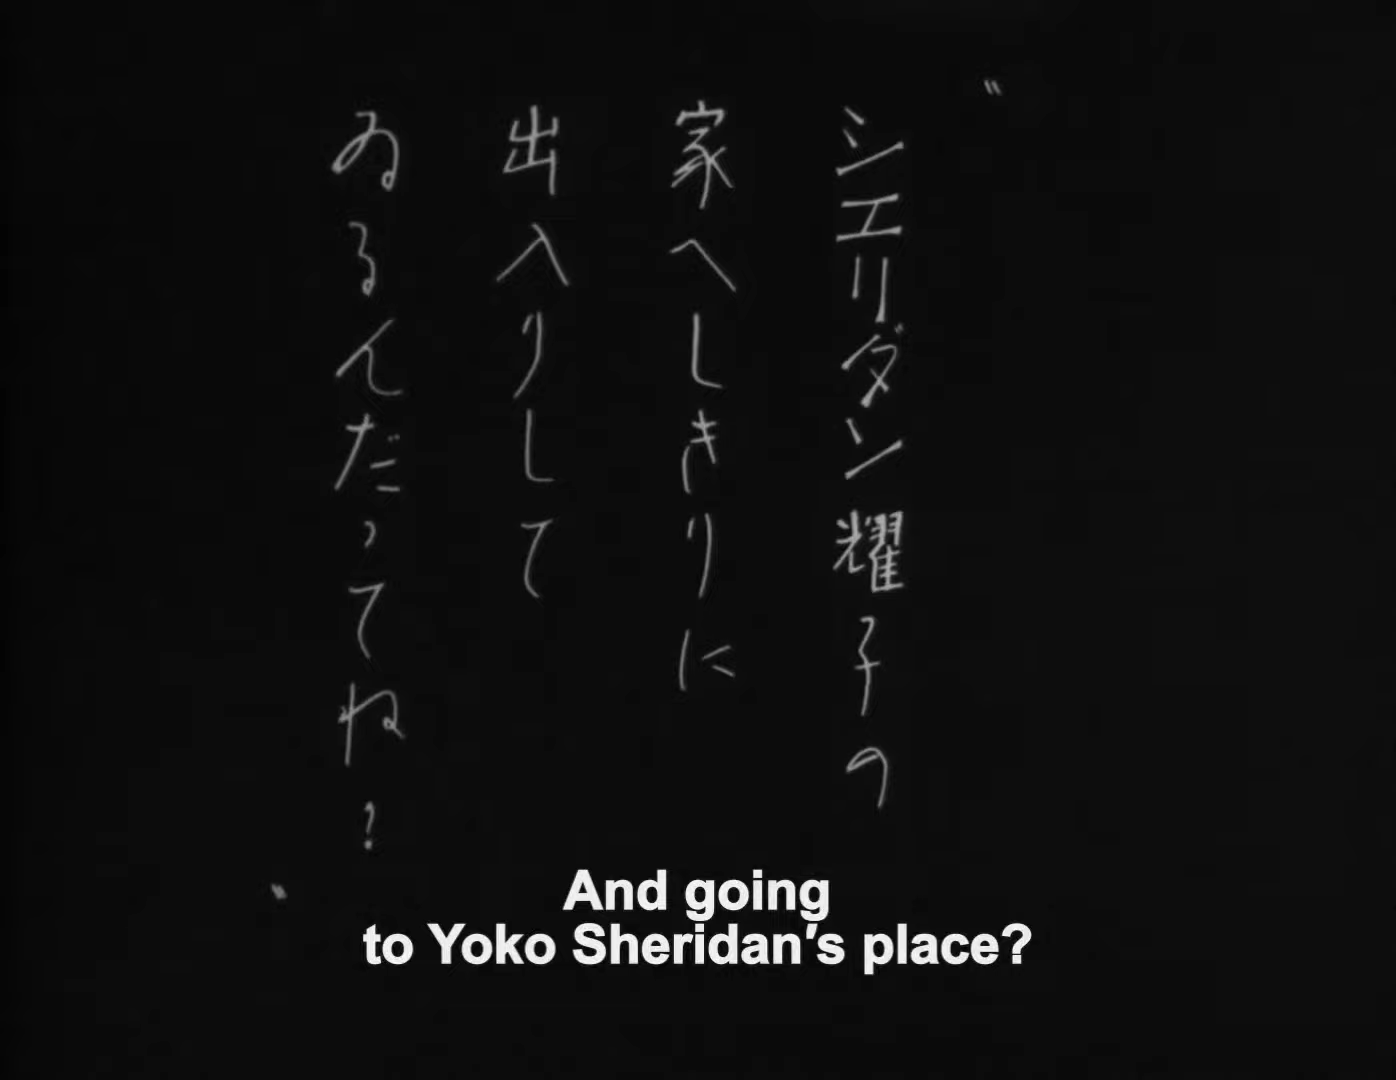 〝
シエリダン耀子の
家へしきりに
出入りして
ゐるんだってね?
〟
And going
to Yoko Sheridan's place?